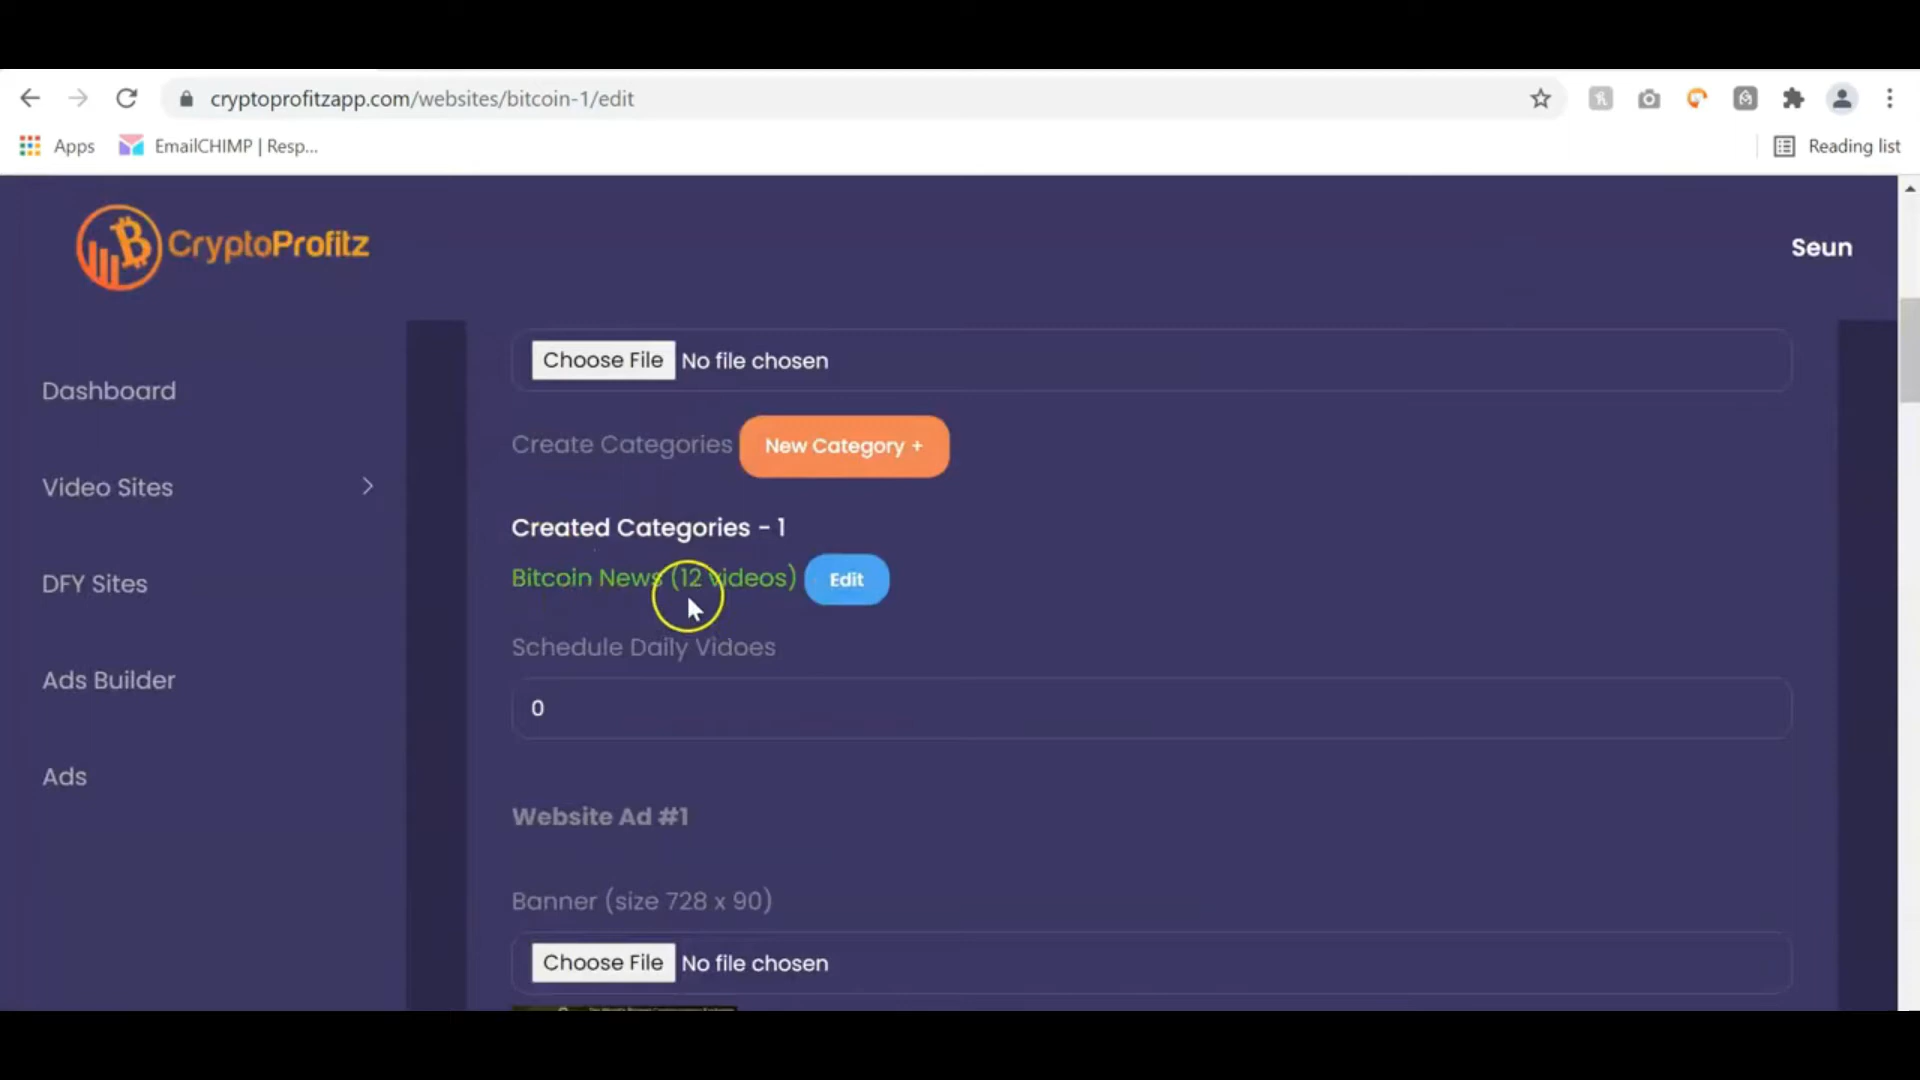 cryptoprofitzapp.com/websites/bitcoin-1/edit
Apps EmailCHIMP | Resp... Reading list
CryptoProfitz Seun
Choose File No file chosen
Dashboard
Create Categories New Category +
Video Sites
Created Categories - 1
Bitcoin News (12 videos) Edit
DFY Sites
Schedule Daily Vidoes
Ads Builder
0
Ads
Website Ad #1
Banner (size 728 x 90)
Choose File No file chosen